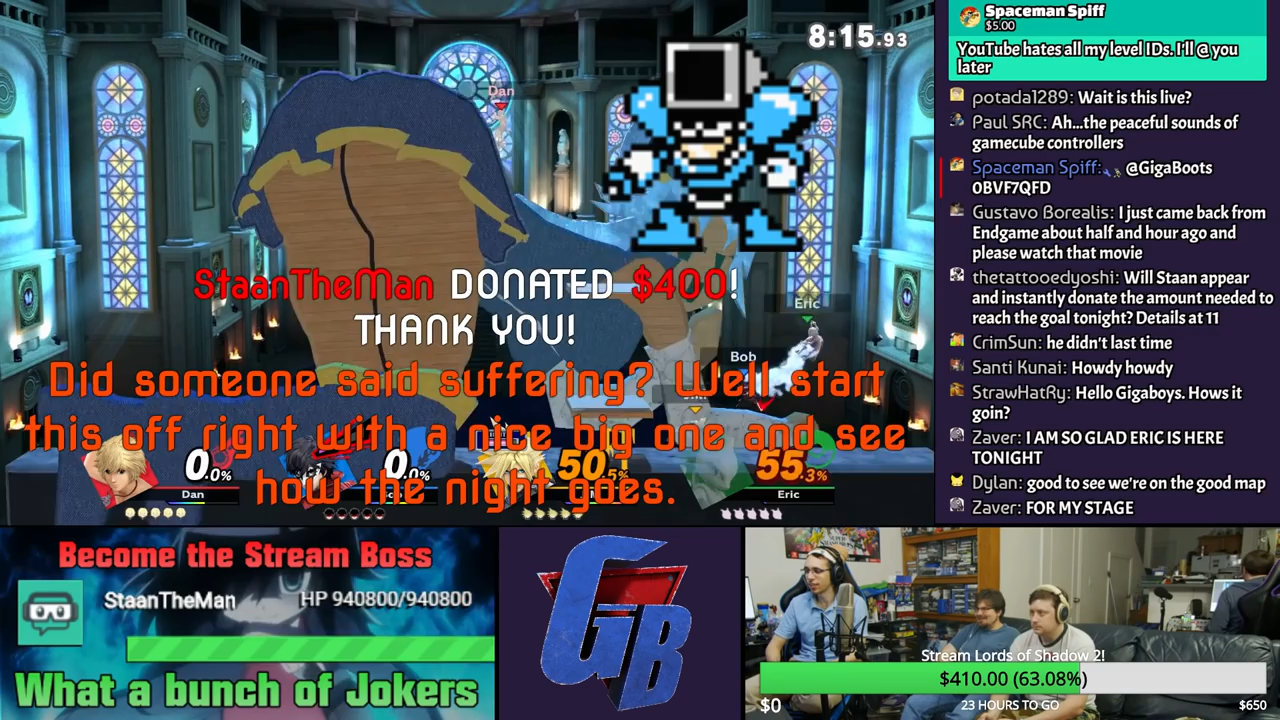 8:15.93
Dan
StaanTheMan DONATED $400!
THANK YOU!
Eric
Bob
Did someone said suffering? Well start
this off right with a nice big one and see
how the night goes.
0.0%
0.0%
50.5%
55.3%
Dan
Eric
Spaceman Spiff
$5.00
YouTube hates all my level IDs. I'll @ you
later
potada1289: Wait is this live?
Paul SRC: Ah...the peaceful sounds of
gamecube controllers
Spaceman Spiff: @GigaBoots
0BVF7QFD
Gustavo Borealis: I just came back from
Endgame about half and hour ago and
please watch that movie
thetattooedyoshi: Will Staan appear
and instantly donate the amount needed to
reach the goal tonight? Details at 11
CrimSun: he didn't last time
Santi Kunai: Howdy howdy
StrawHatRy: Hello Gigaboys. Hows it
goin?
Zaver: I AM SO GLAD ERIC IS HERE
TONIGHT
Dylan: good to see we're on the good map
Zaver: FOR MY STAGE
Become the Stream Boss
StaanTheMan HP 940800/940800
What a bunch of Jokers
GB
Stream Lords of Shadow 2!
$410.00 (63.08%)
$0 23 HOURS TO GO $650